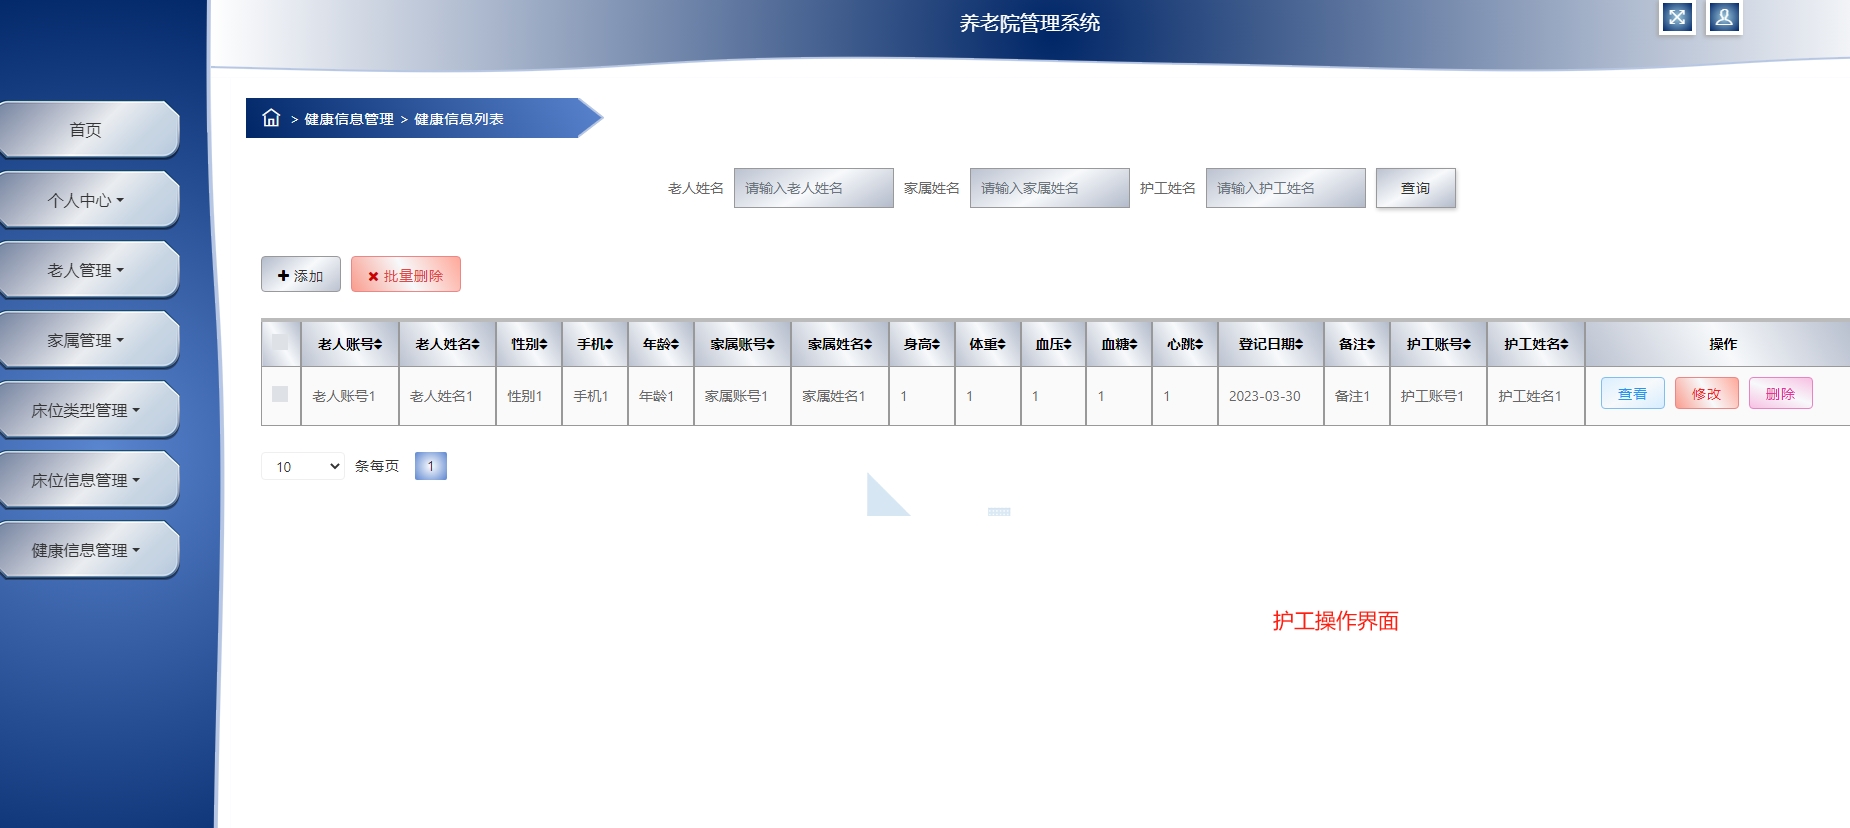 养老院管理系统
首页
个人中心
老人管理
家属管理
床位类型管理
床位信息管理
健康信息管理
> 健康信息管理 > 健康信息列表
老人姓名 请输入老人姓名 家属姓名 请输入家属姓名 护工姓名 请输入护工姓名 查询
添加 批量删除
老人账号 老人姓名 性别 手机 年龄 家属账号 家属姓名 身高 体重 血压 血糖 心跳 登记日期 备注 护工账号 护工姓名 操作
老人账号1 老人姓名1 性别1 手机1 年龄1 家属账号1 家属姓名1 1 1 1 1 1 2023-03-30 备注1 护工账号1 护工姓名1 查看 修改 删除
10 条每页 1
护工操作界面